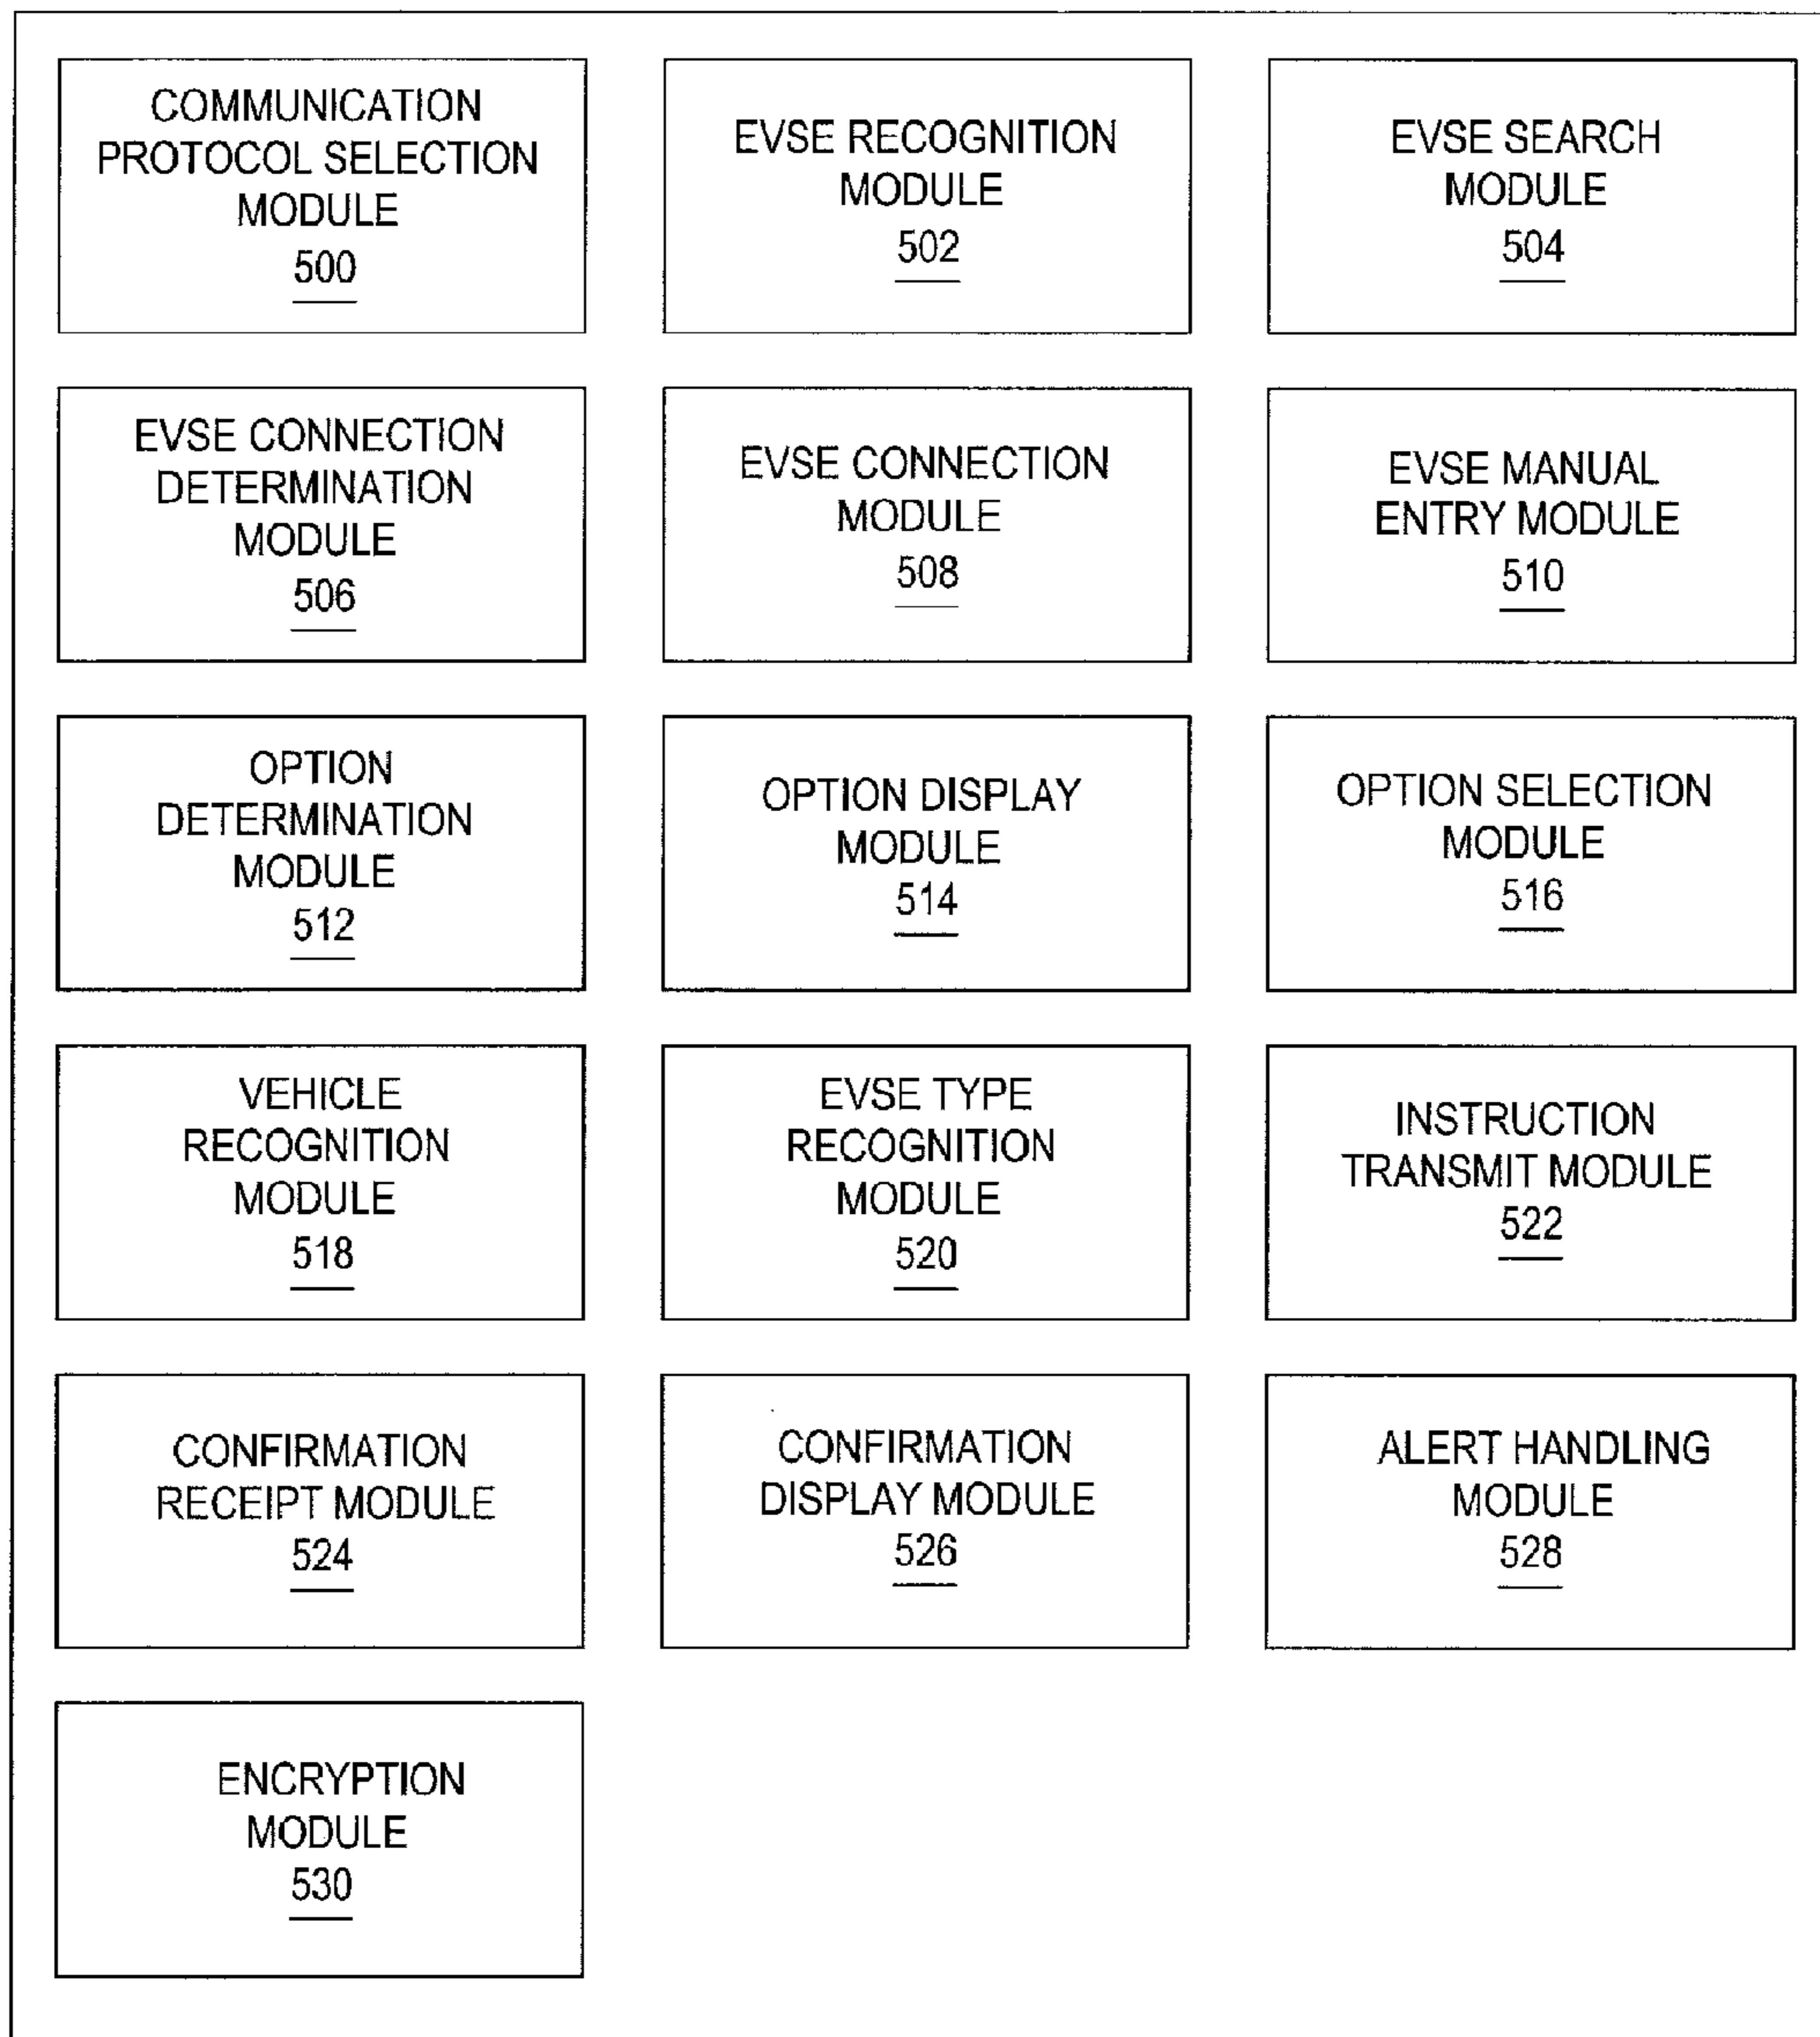 COMMUNICATION
PROTOCOL SELECTION
MODULE
500
EVSE RECOGNITION
MODULE
502
EVSE SEARCH
MODULE
504
EVSE CONNECTION
DETERMINATION
MODULE
506
EVSE CONNECTION
MODULE
508
EVSE MANUAL
ENTRY MODULE
510
OPTION
DETERMINATION
MODULE
512
OPTION DISPLAY
MODULE
514
OPTION SELECTION
MODULE
516
VEHICLE
RECOGNITION
MODULE
518
EVSE TYPE
RECOGNITION
MODULE
520
INSTRUCTION
TRANSMIT MODULE
522
CONFIRMATION
RECEIPT MODULE
524
CONFIRMATION
DISPLAY MODULE
526
ALERT HANDLING
MODULE
528
ENCRYPTION
MODULE
530